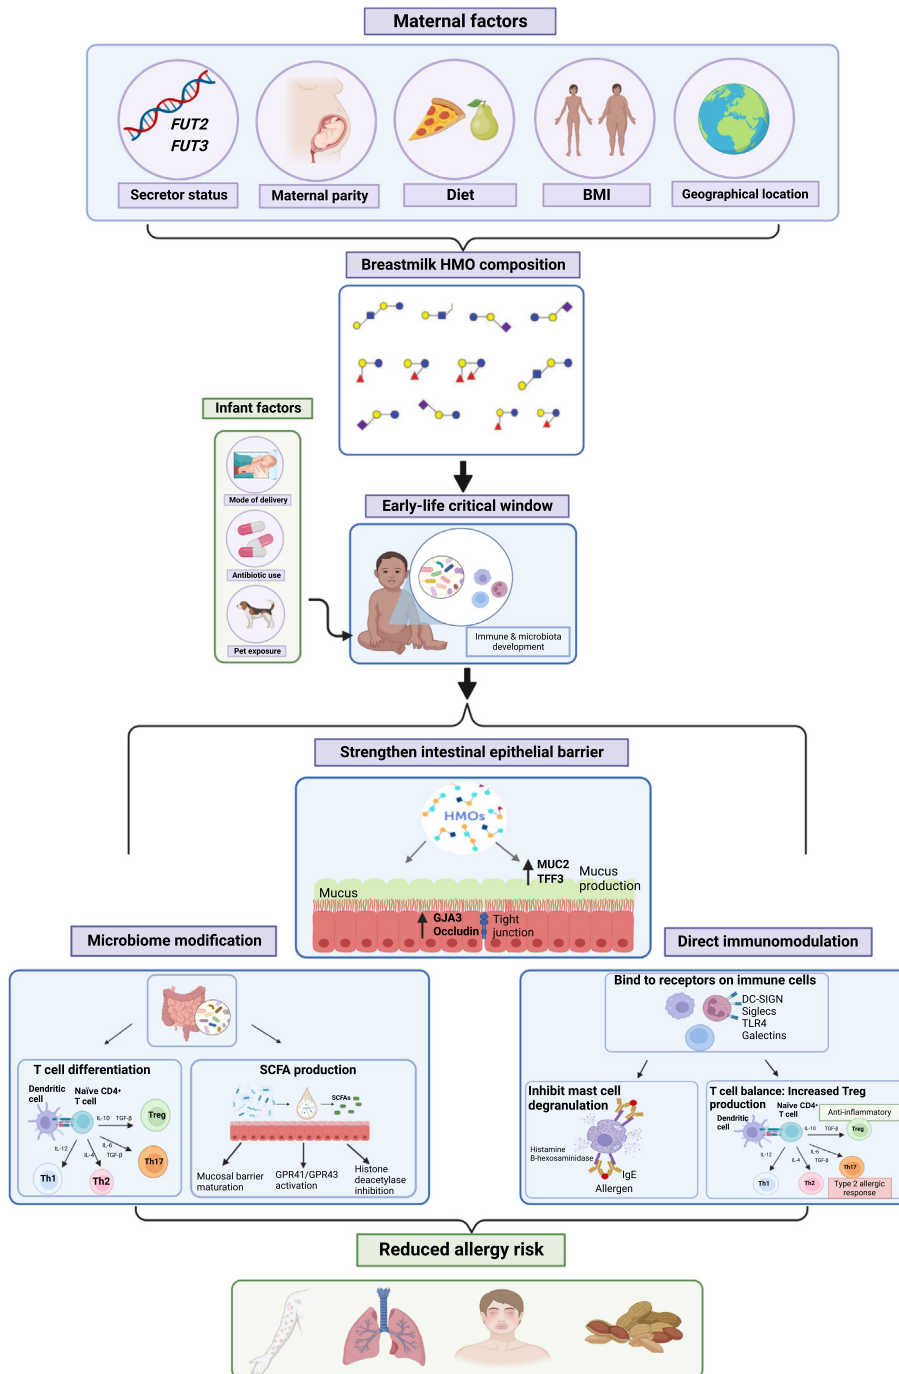 Maternal factors
FUT2
FUT3
Secretor status
Maternal parity
Diet
BMI
Geographical location
Breastmilk HMO composition
Infant factors
Mode of delivery
Antibiotic use
Pet exposure
Early-life critical window
Immune & microbiota
development
Strengthen intestinal epithelial barrier
HMOs
MUC2
TFF3
Mucus
production
Mucus
GJA3
Occludin
Tight
junction
Microbiome modification
Direct immunomodulation
T cell differentiation
Dendritic
cell
Naïve CD4+
T cell
IL-10
TGF-β
Treg
IL-12
IL-4
IL-6
TGF-β
Th17
Th1
Th2
SCFA production
SCFAs
Mucosal barrier
maturation
GPR41/GPR43
activation
Histone
deacetylase
inhibition
Bind to receptors on immune cells
DC-SIGN
Siglecs
TLR4
Galectins
Inhibit mast cell
degranulation
Histamine
B-hexosaminidase
IgE
Allergen
T cell balance: Increased Treg
production
Naïve CD4+
T cell
Dendritic
cell
Anti-inflammatory
IL-10
TGF-β
Treg
IL-12
IL-4
IL-6
TGF-β
Th17
Th1
Th2
Type 2 allergic
response
Reduced allergy risk